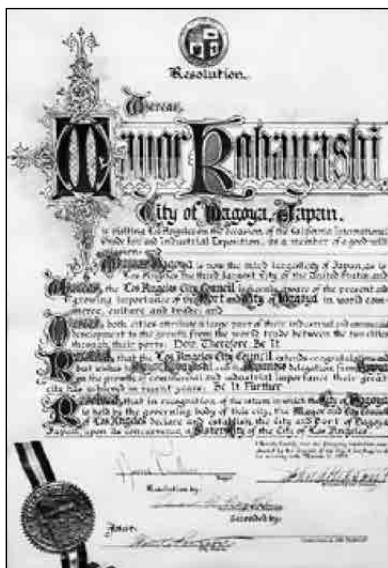 Resolution
Whereas,
Mayor Kobayashi
City of Nagoya, Japan,
is visiting Los Angeles on the occasion of the California International
Trade Fair and Industrial Exposition, as a member of a good will
Whereas, Nagoya is now the third largest city of Japan, as is
Los Angeles the third largest city of the United States and
Whereas, the Los Angeles City Council is keenly aware of the present and
growing importance of the Port and City of Nagoya in world com-
merce, culture and trade; and
Whereas, both cities attribute a large part of their industrial and commercial
development to the growth from the world trade between the two cities
through their ports: Now, Therefore Be It
Resolved, that the Los Angeles City Council extends congratulations
and best wishes to Mayor Kobayashi and the Japanese delegation from Nagoya
on the growth of commercial and industrial importance their great
city has achieved in recent years: Be It Further
Resolved, that in recognition of the esteem in which the City of Nagoya
is held by the governing body of this city, the Mayor and City Council
of Los Angeles declare and establish, the City and Port of Nagoya,
Japan, upon its concurrence, a Sister City of the City of Los Angeles.
Resolution by:
Seconded by: